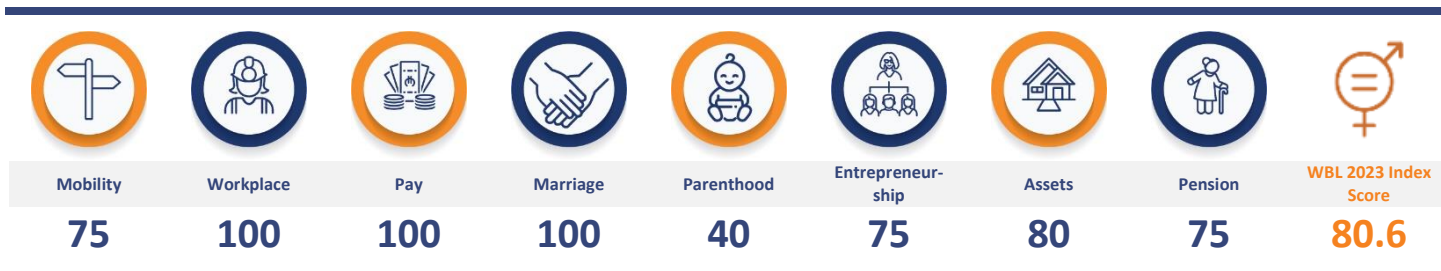 Mobility
Workplace
Pay
Marriage
Parenthood
Entrepreneur-
ship
Assets
Pension
WBL 2023 Index
Score
75
100
100
100
40
75
80
75
80.6